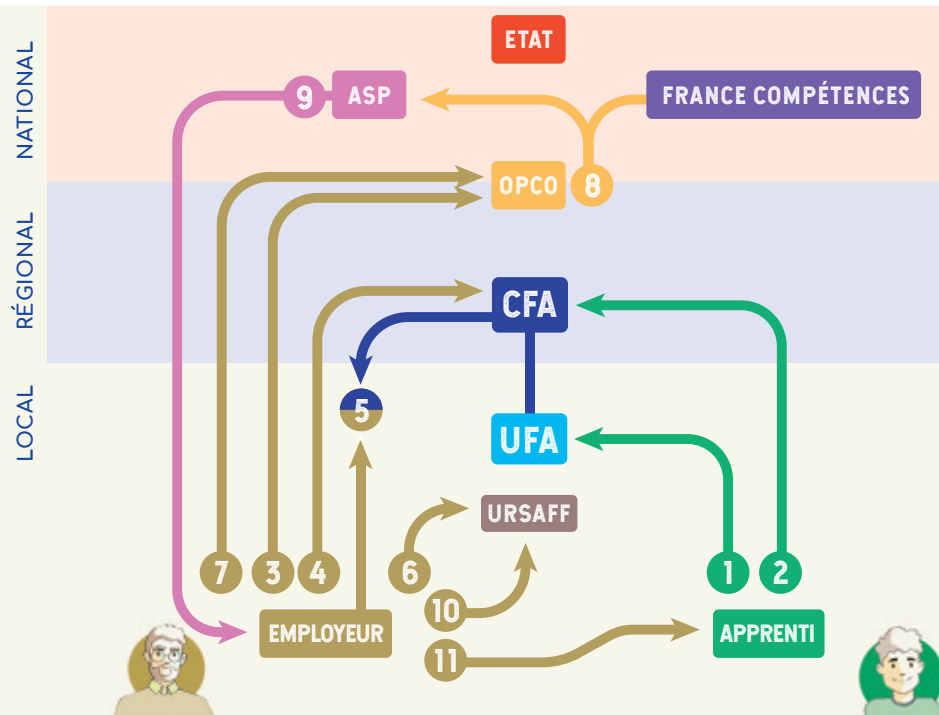 NATIONAL
ETAT
9 ASP
FRANCE COMPÉTENCES
OPCO 8
RÉGIONAL
CFA
LOCAL
5
UFA
URSAFF
7 3 4 6 1 2
10
EMPLOYEUR
APPRENTI
11